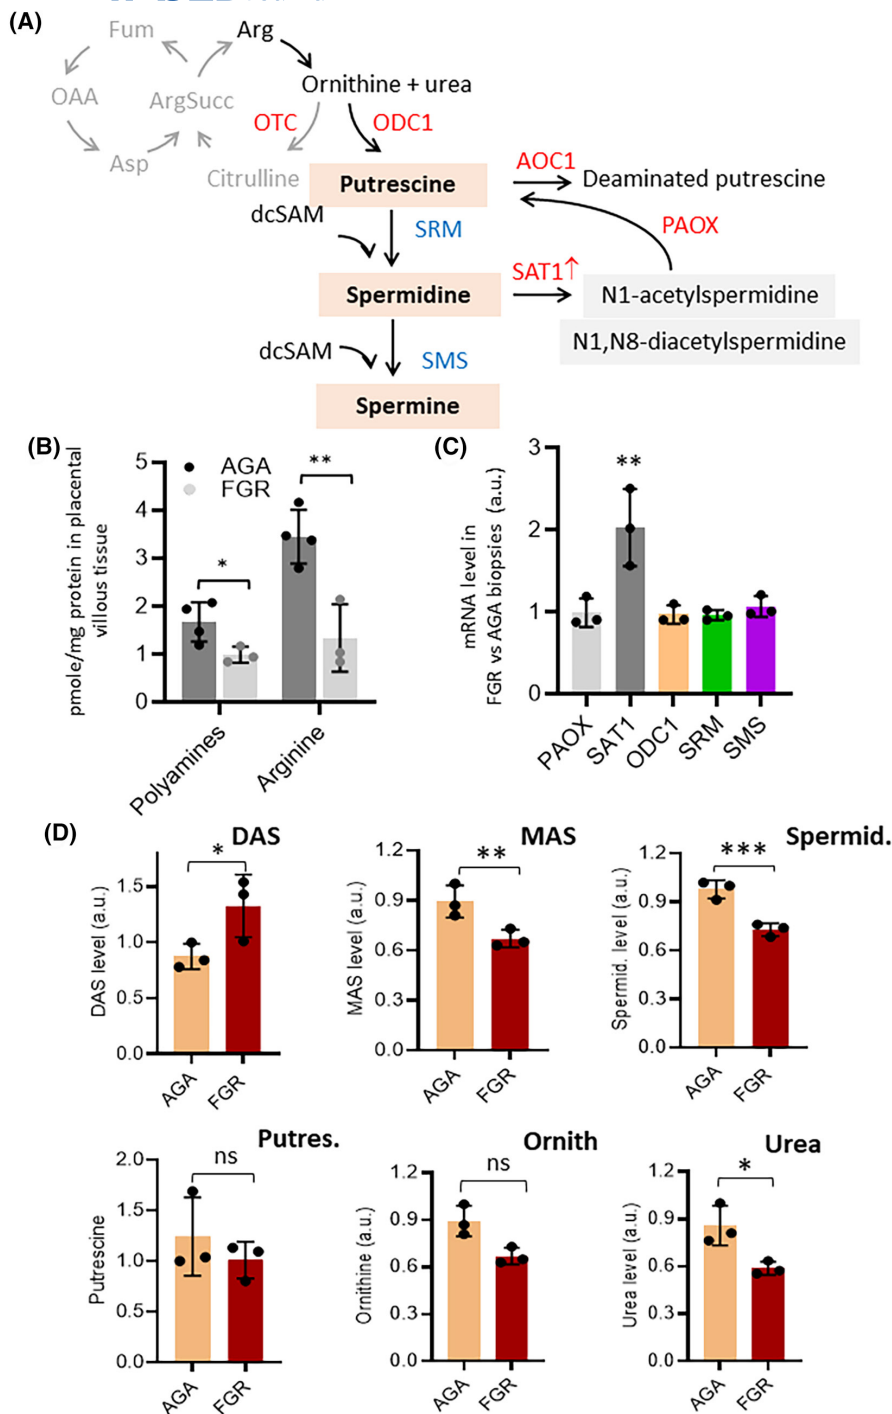 (A)
Fum
Arg
OAA
ArgSucc
Ornithine + urea
OTC
ODC1
Asp
Citrulline
Putrescine
AOC1
Deaminated putrescine
dcSAM
SRM
PAOX
Spermidine
SAT1↑
N1-acetylspermidine
N1,N8-diacetylspermidine
dcSAM
SMS
Spermine
(B)
pmole/mg protein in placental
villous tissue
5
4
3
2
1
0
AGA
FGR
*
**
Polyamines
Arginine
(C)
mRNA level in
FGR vs AGA biopsies (a.u.)
3
2
1
0
**
PAOX
SAT1
ODC1
SRM
SMS
(D)
DAS
*
DAS level (a.u.)
1.5
1.0
0.5
0.0
AGA
FGR
MAS
**
MAS level (a.u.)
1.2
0.9
0.6
0.3
0.0
AGA
FGR
Spermid.
***
Spermid. level (a.u.)
1.2
0.9
0.6
0.3
0.0
AGA
FGR
Putres.
ns
Putrescine
2.0
1.5
1.0
0.5
0.0
AGA
FGR
Ornith
ns
Ornithine (a.u.)
1.2
0.9
0.6
0.3
0.0
AGA
FGR
Urea
*
Urea level (a.u.)
1.2
0.9
0.6
0.3
0.0
AGA
FGR